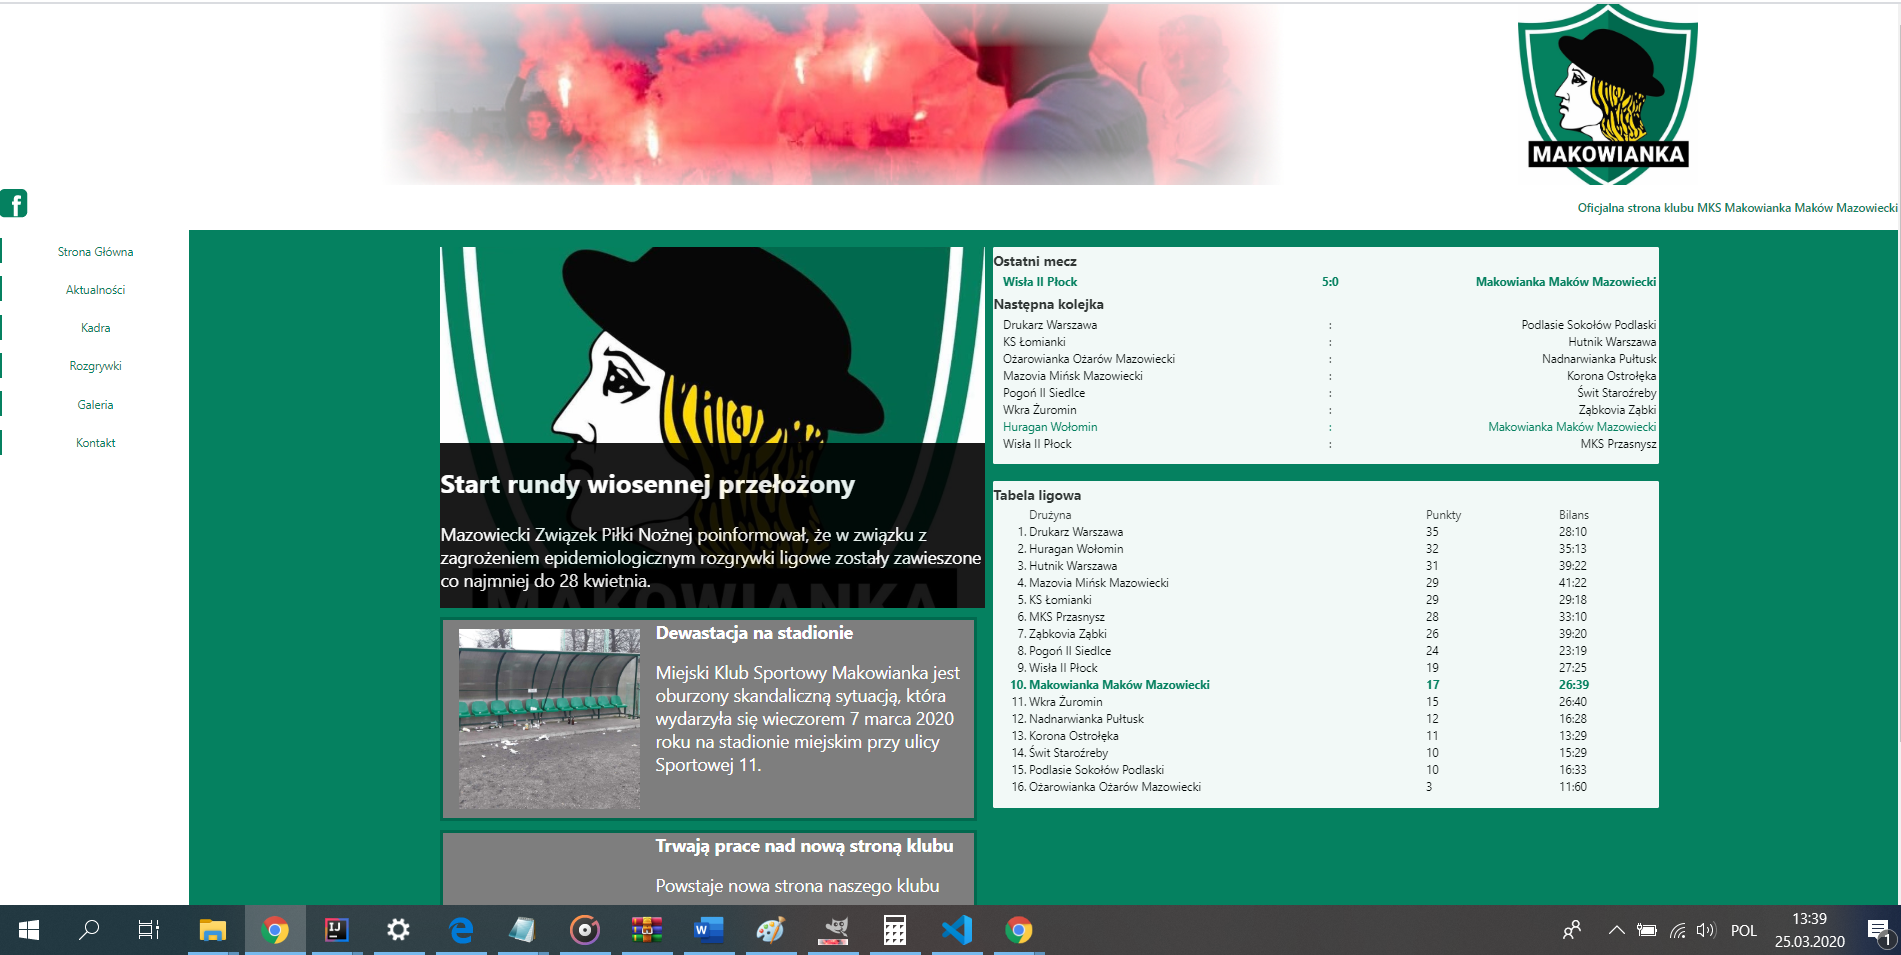 MAKOWIANKA
Oficjalna strona klubu MKS Makowianka Maków Mazowiecki
Strona Główna
Aktualności
Kadra
Rozgrywki
Galeria
Kontakt
Start rundy wiosennej przełożony
Mazowiecki Związek Piłki Nożnej poinformował, że w związku z
zagrożeniem epidemiologicznym rozgrywki ligowe zostały zawieszone
co najmniej do 28 kwietnia.
MAKOWIANKA
Dewastacja na stadionie
Miejski Klub Sportowy Makowianka jest
oburzony skandaliczną sytuacją, która
wydarzyła się wieczorem 7 marca 2020
roku na stadionie miejskim przy ulicy
Sportowej 11.
Trwają prace nad nową stroną klubu
Powstaje nowa strona naszego klubu
Ostatni mecz
Wisła II Płock 5:0 Makowianka Maków Mazowiecki
Następna kolejka
Drukarz Warszawa : Podlasie Sokołów Podlaski
KS Łomianki : Hutnik Warszawa
Ożarowianka Ożarów Mazowiecki : Nadnarwianka Pułtusk
Mazovia Mińsk Mazowiecki : Korona Ostrołęka
Pogoń II Siedlce : Świt Staroźreby
Wkra Żuromin : Ząbkovia Ząbki
Huragan Wołomin : Makowianka Maków Mazowiecki
Wisła II Płock : MKS Przasnysz
Tabela ligowa
Drużyna Punkty Bilans
1. Drukarz Warszawa 35 28:10
2. Huragan Wołomin 32 35:13
3. Hutnik Warszawa 31 39:22
4. Mazovia Mińsk Mazowiecki 29 41:22
5. KS Łomianki 29 29:18
6. MKS Przasnysz 28 33:10
7. Ząbkovia Ząbki 26 39:20
8. Pogoń II Siedlce 24 23:19
9. Wisła II Płock 19 27:25
10. Makowianka Maków Mazowiecki 17 26:39
11. Wkra Żuromin 15 26:40
12. Nadnarwianka Pułtusk 12 16:28
13. Korona Ostrołęka 11 13:29
14. Świt Staroźreby 10 15:29
15. Podlasie Sokołów Podlaski 10 16:33
16. Ożarowianka Ożarów Mazowiecki 3 11:60
POL
13:39
25.03.2020
1